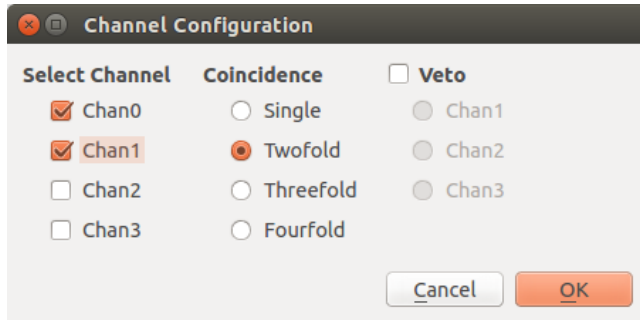 Channel Configuration
Select Channel Coincidence Veto
Chan0 Single Chan1
Chan1 Twofold Chan2
Chan2 Threefold Chan3
Chan3 Fourfold
Cancel OK